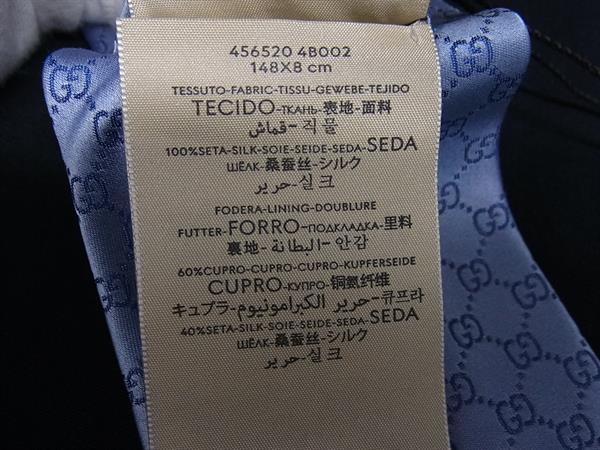 456520 4B002
148X8 cm
TESSUTO-FABRIC-TISSU-GEWEBE-TEJIDO
TECIDO-ТКАНЬ-表地-面料
قماش-직물
100%SETA-SILK-SOIE-SEIDE-SEDA-SEDA
ШЁЛК-桑蚕丝-シルク
حرير-실크
FODERA-LINING-DOUBLURE
FUTTER-FORRO-ПОДКЛАДКА-里料
裏地-البطانة-안감
60%CUPRO-CUPRO-CUPRO-KUPFERSEIDE
CUPRO-КУПРО-铜氨纤维
キュプラ-حرير الكبرامونيوم-큐프라
40%SETA-SILK-SOIE-SEIDE-SEDA-SEDA
ШЁЛК-桑蚕丝-シルク
حرير-실크